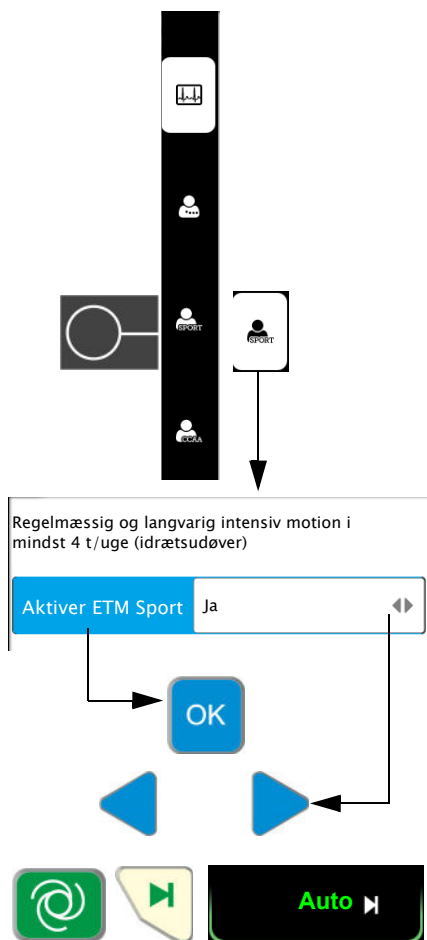 SPORT
SPORT
CCAA
Regelmæssig og langvarig intensiv motion i
mindst 4 t/uge (idrætsudøver)
Aktiver ETM Sport
Ja
OK
Auto